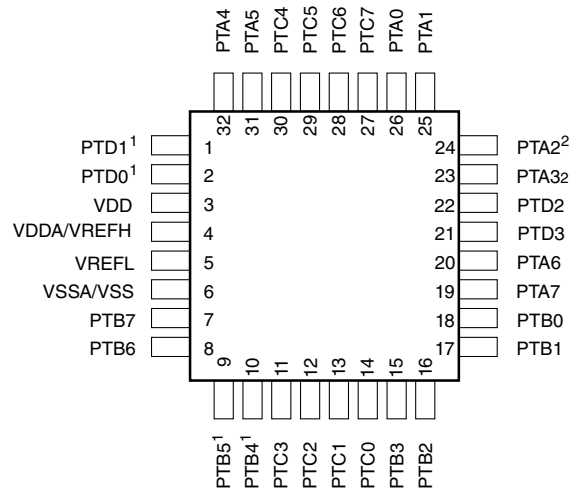 PTA4 PTA5 PTC4 PTC5 PTC6 PTC7 PTA0 PTA1
32 31 30 29 28 27 26 25
PTD1¹ 1 24 PTA2²
PTD0¹ 2 23 PTA32
VDD 3 22 PTD2
VDDA/VREFH 4 21 PTD3
VREFL 5 20 PTA6
VSSA/VSS 6 19 PTA7
PTB7 7 18 PTB0
PTB6 8 17 PTB1
9 10 11 12 13 14 15 16
PTB5¹ PTB4¹ PTC3 PTC2 PTC1 PTC0 PTB3 PTB2